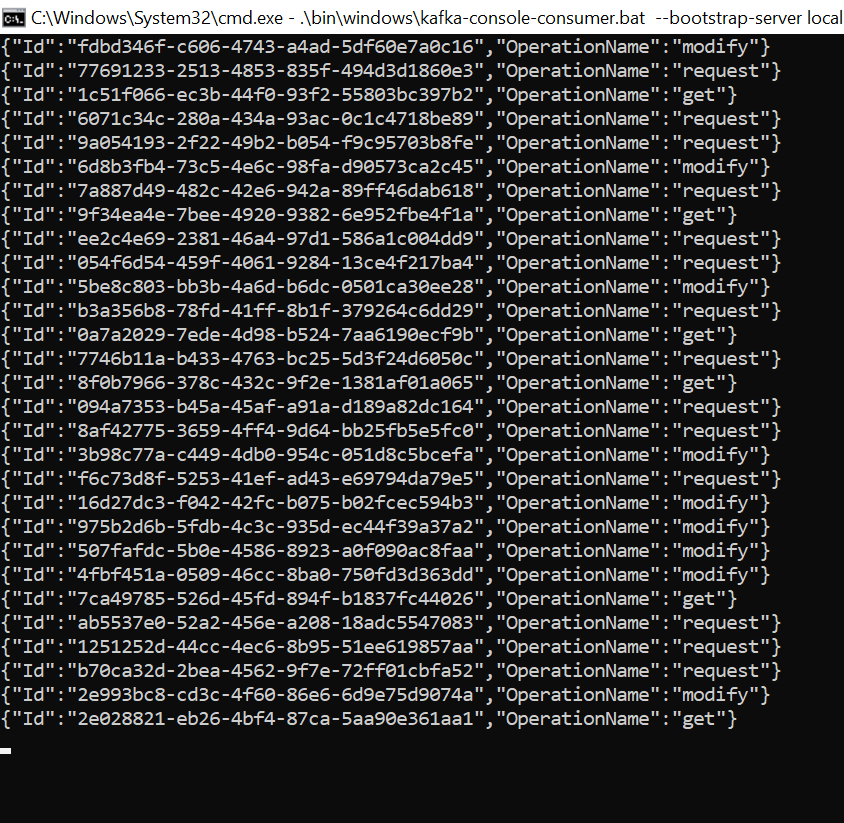 C:\Windows\System32\cmd.exe - .\bin\windows\kafka-console-consumer.bat --bootstrap-server local
{"Id":"fdbd346f-c606-4743-a4ad-5df60e7a0c16","OperationName":"modify"}
{"Id":"77691233-2513-4853-835f-494d3d1860e3","OperationName":"request"}
{"Id":"1c51f066-ec3b-44f0-93f2-55803bc397b2","OperationName":"get"}
{"Id":"6071c34c-280a-434a-93ac-0c1c4718be89","OperationName":"request"}
{"Id":"9a054193-2f22-49b2-b054-f9c95703b8fe","OperationName":"request"}
{"Id":"6d8b3fb4-73c5-4e6c-98fa-d90573ca2c45","OperationName":"modify"}
{"Id":"7a887d49-482c-42e6-942a-89ff46dab618","OperationName":"request"}
{"Id":"9f34ea4e-7bee-4920-9382-6e952fbe4f1a","OperationName":"get"}
{"Id":"ee2c4e69-2381-46a4-97d1-586a1c004dd9","OperationName":"request"}
{"Id":"054f6d54-459f-4061-9284-13ce4f217ba4","OperationName":"request"}
{"Id":"5be8c803-bb3b-4a6d-b6dc-0501ca30ee28","OperationName":"modify"}
{"Id":"b3a356b8-78fd-41ff-8b1f-379264c6dd29","OperationName":"request"}
{"Id":"0a7a2029-7ede-4d98-b524-7aa6190ecf9b","OperationName":"get"}
{"Id":"7746b11a-b433-4763-bc25-5d3f24d6050c","OperationName":"request"}
{"Id":"8f0b7966-378c-432c-9f2e-1381af01a065","OperationName":"get"}
{"Id":"094a7353-b45a-45af-a91a-d189a82dc164","OperationName":"request"}
{"Id":"8af42775-3659-4ff4-9d64-bb25fb5e5fc0","OperationName":"request"}
{"Id":"3b98c77a-c449-4db0-954c-051d8c5bcefa","OperationName":"modify"}
{"Id":"f6c73d8f-5253-41ef-ad43-e69794da79e5","OperationName":"request"}
{"Id":"16d27dc3-f042-42fc-b075-b02fcec594b3","OperationName":"modify"}
{"Id":"975b2d6b-5fdb-4c3c-935d-ec44f39a37a2","OperationName":"modify"}
{"Id":"507fafdc-5b0e-4586-8923-a0f090ac8faa","OperationName":"modify"}
{"Id":"4fbf451a-0509-46cc-8ba0-750fd3d363dd","OperationName":"modify"}
{"Id":"7ca49785-526d-45fd-894f-b1837fc44026","OperationName":"get"}
{"Id":"ab5537e0-52a2-456e-a208-18adc5547083","OperationName":"request"}
{"Id":"1251252d-44cc-4ec6-8b95-51ee619857aa","OperationName":"request"}
{"Id":"b70ca32d-2bea-4562-9f7e-72ff01cbfa52","OperationName":"request"}
{"Id":"2e993bc8-cd3c-4f60-86e6-6d9e75d9074a","OperationName":"modify"}
{"Id":"2e028821-eb26-4bf4-87ca-5aa90e361aa1","OperationName":"get"}